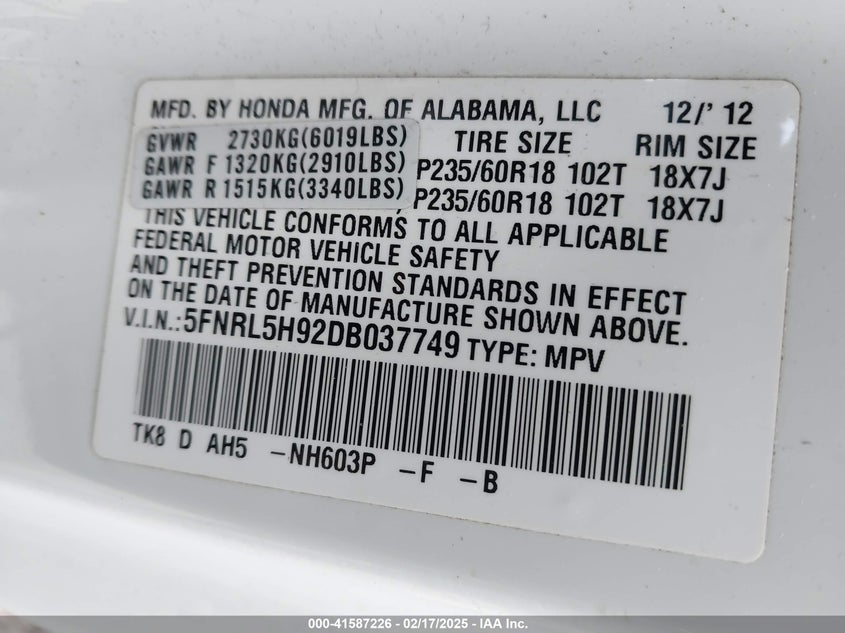 MFD. BY HONDA MFG. OF ALABAMA, LLC 12/' 12
GVWR 2730KG(6019LBS) TIRE SIZE RIM SIZE
GAWR F 1320KG(2910LBS) P235/60R18 102T 18X7J
GAWR R 1515KG(3340LBS) P235/60R18 102T 18X7J
THIS VEHICLE CONFORMS TO ALL APPLICABLE
FEDERAL MOTOR VEHICLE SAFETY
AND THEFT PREVENTION STANDARDS IN EFFECT
ON THE DATE OF MANUFACTURE SHOWN ABOVE.
V.I.N.:5FNRL5H92DB037749 TYPE: MPV
TK8 D AH5 -NH603P -F -B
000-41587226 - 02/17/2025 - IAA Inc.